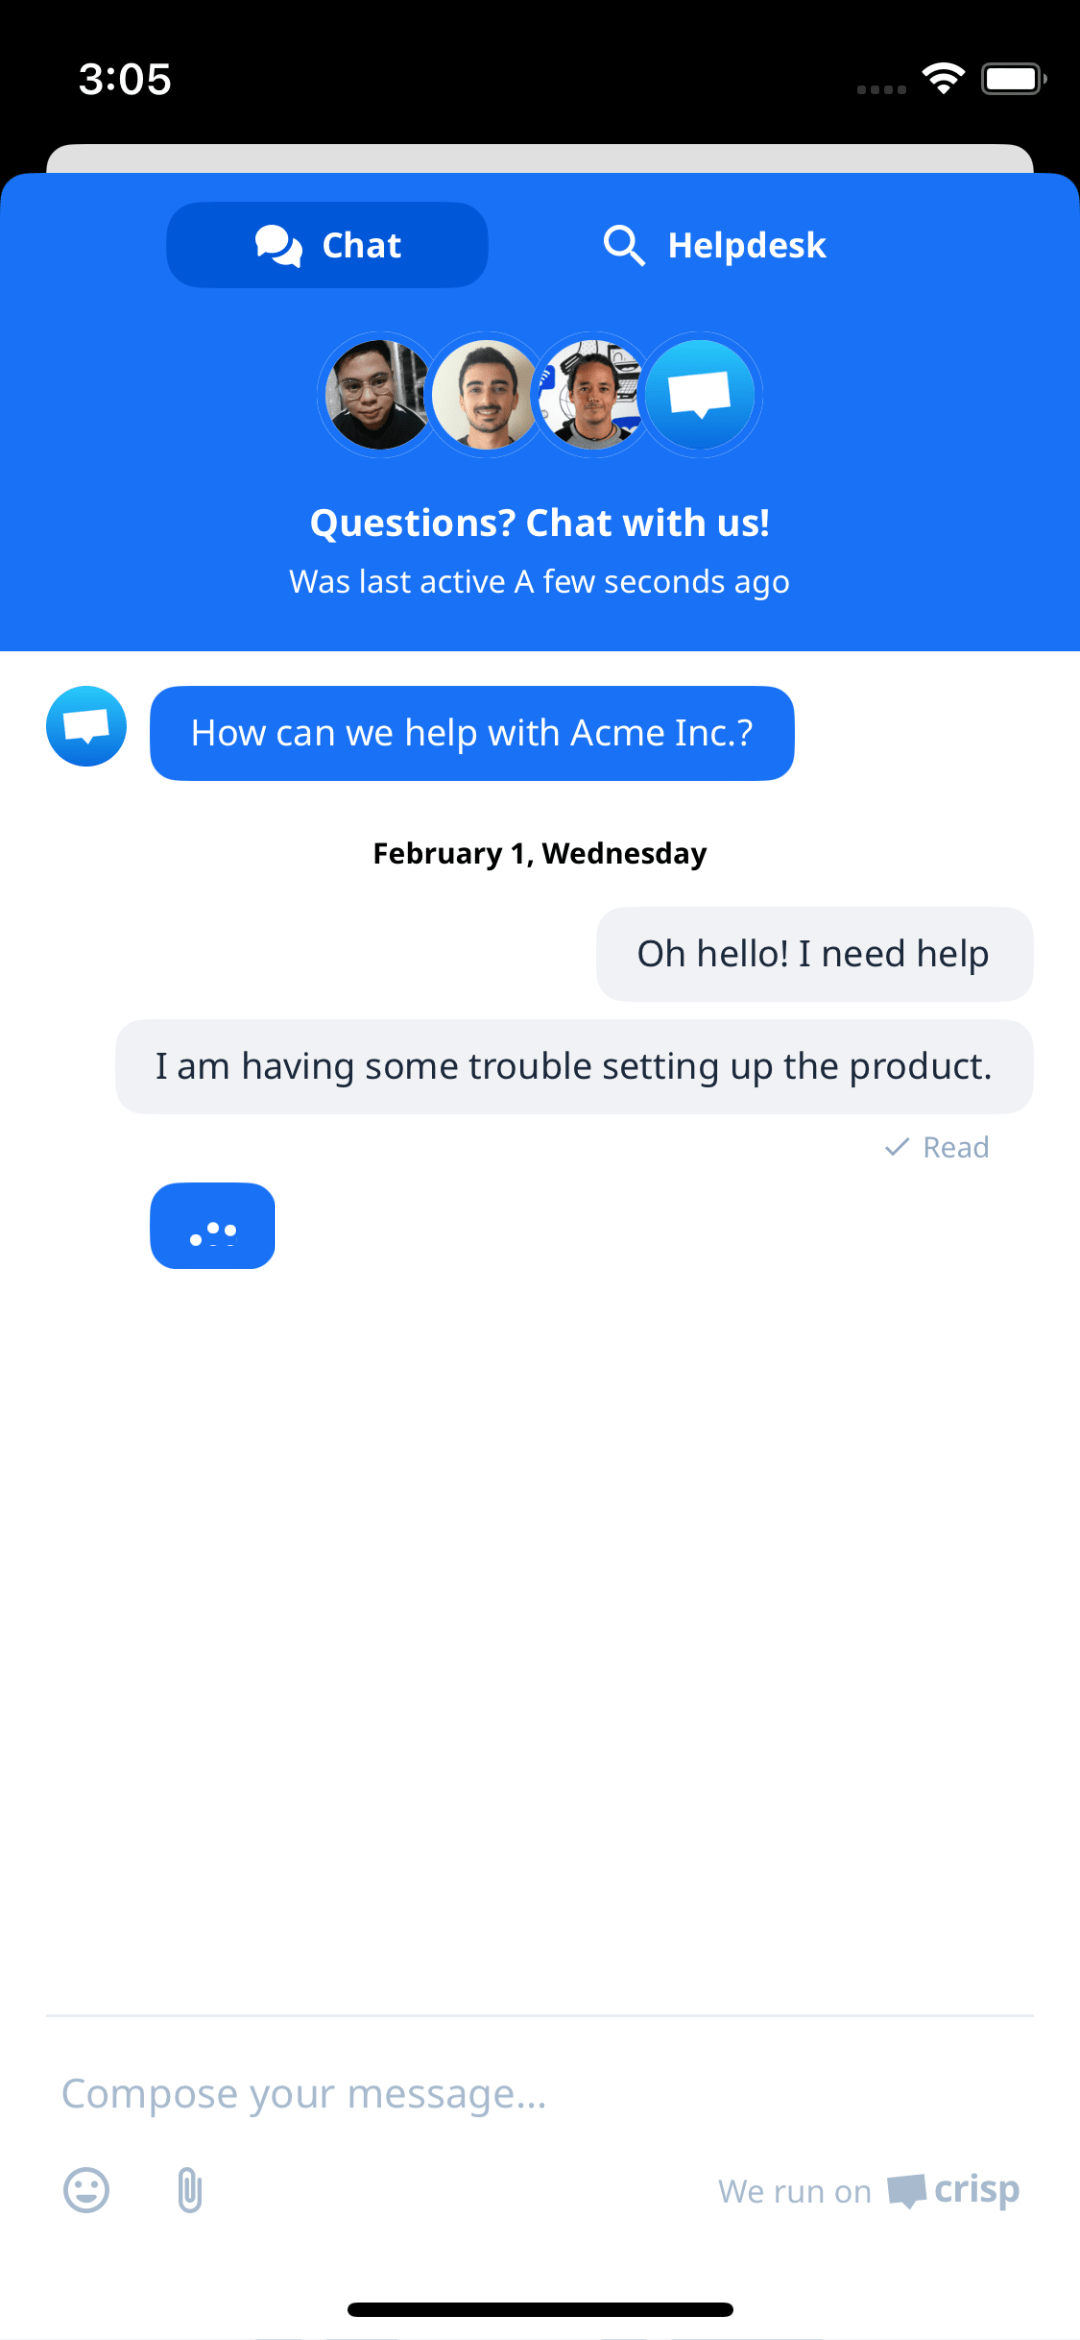 3:05
Chat
Helpdesk
Questions? Chat with us!
Was last active A few seconds ago
How can we help with Acme Inc.?
February 1, Wednesday
Oh hello! I need help
I am having some trouble setting up the product.
Read
Compose your message...
We run on crisp